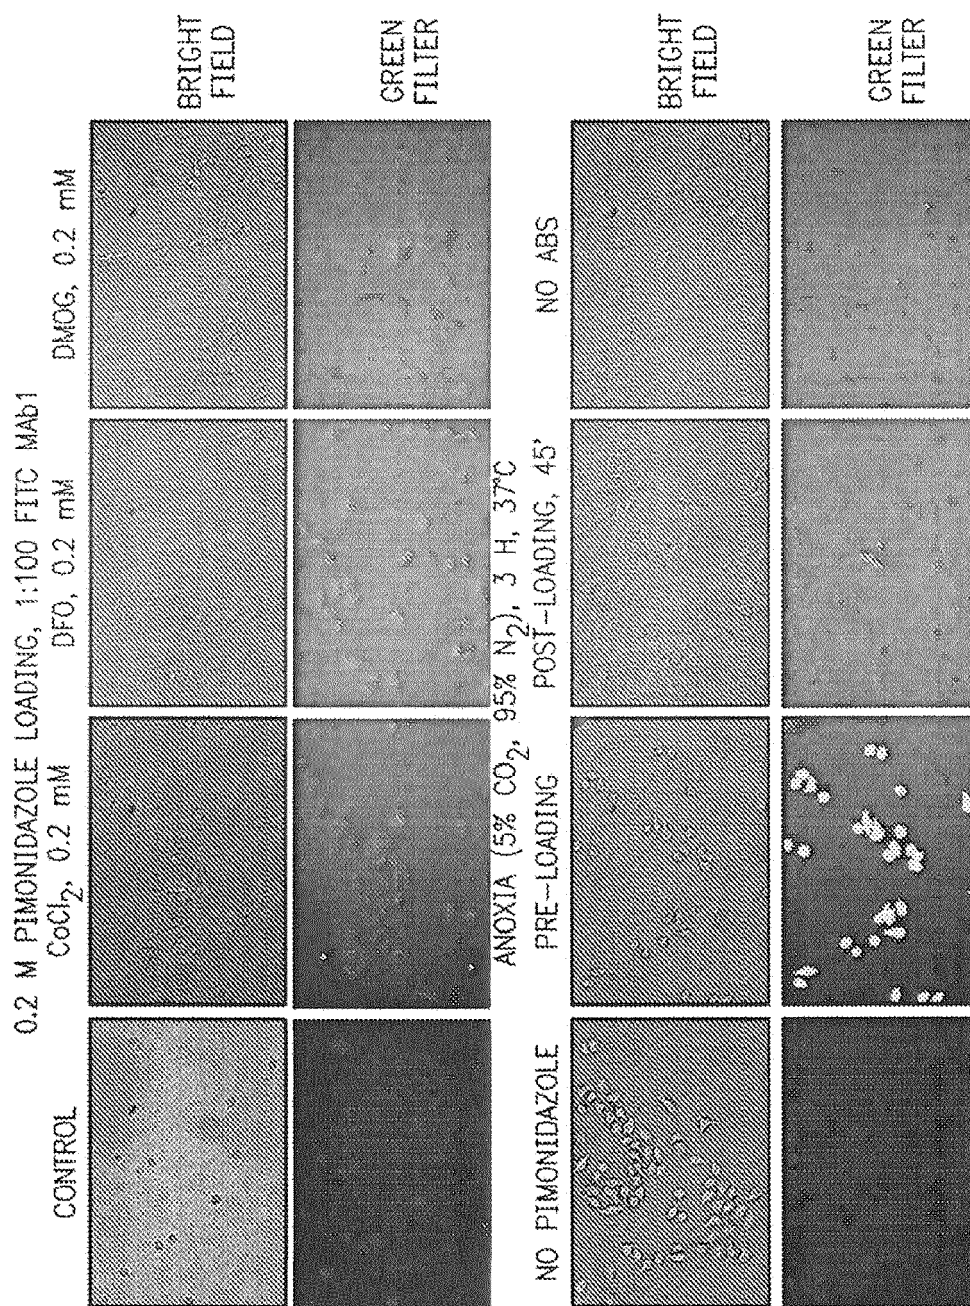 0.2 M PIMONIDAZOLE LOADING, 1:100 FITC MAb1
CONTROL
CoCl2, 0.2 mM
DFO, 0.2 mM
DMOG, 0.2 mM
BRIGHT
FIELD
GREEN
FILTER
ANOXIA (5% CO2, 95% N2), 3 H, 37°C
NO PIMONIDAZOLE
PRE-LOADING
POST-LOADING, 45'
NO ABS
BRIGHT
FIELD
GREEN
FILTER